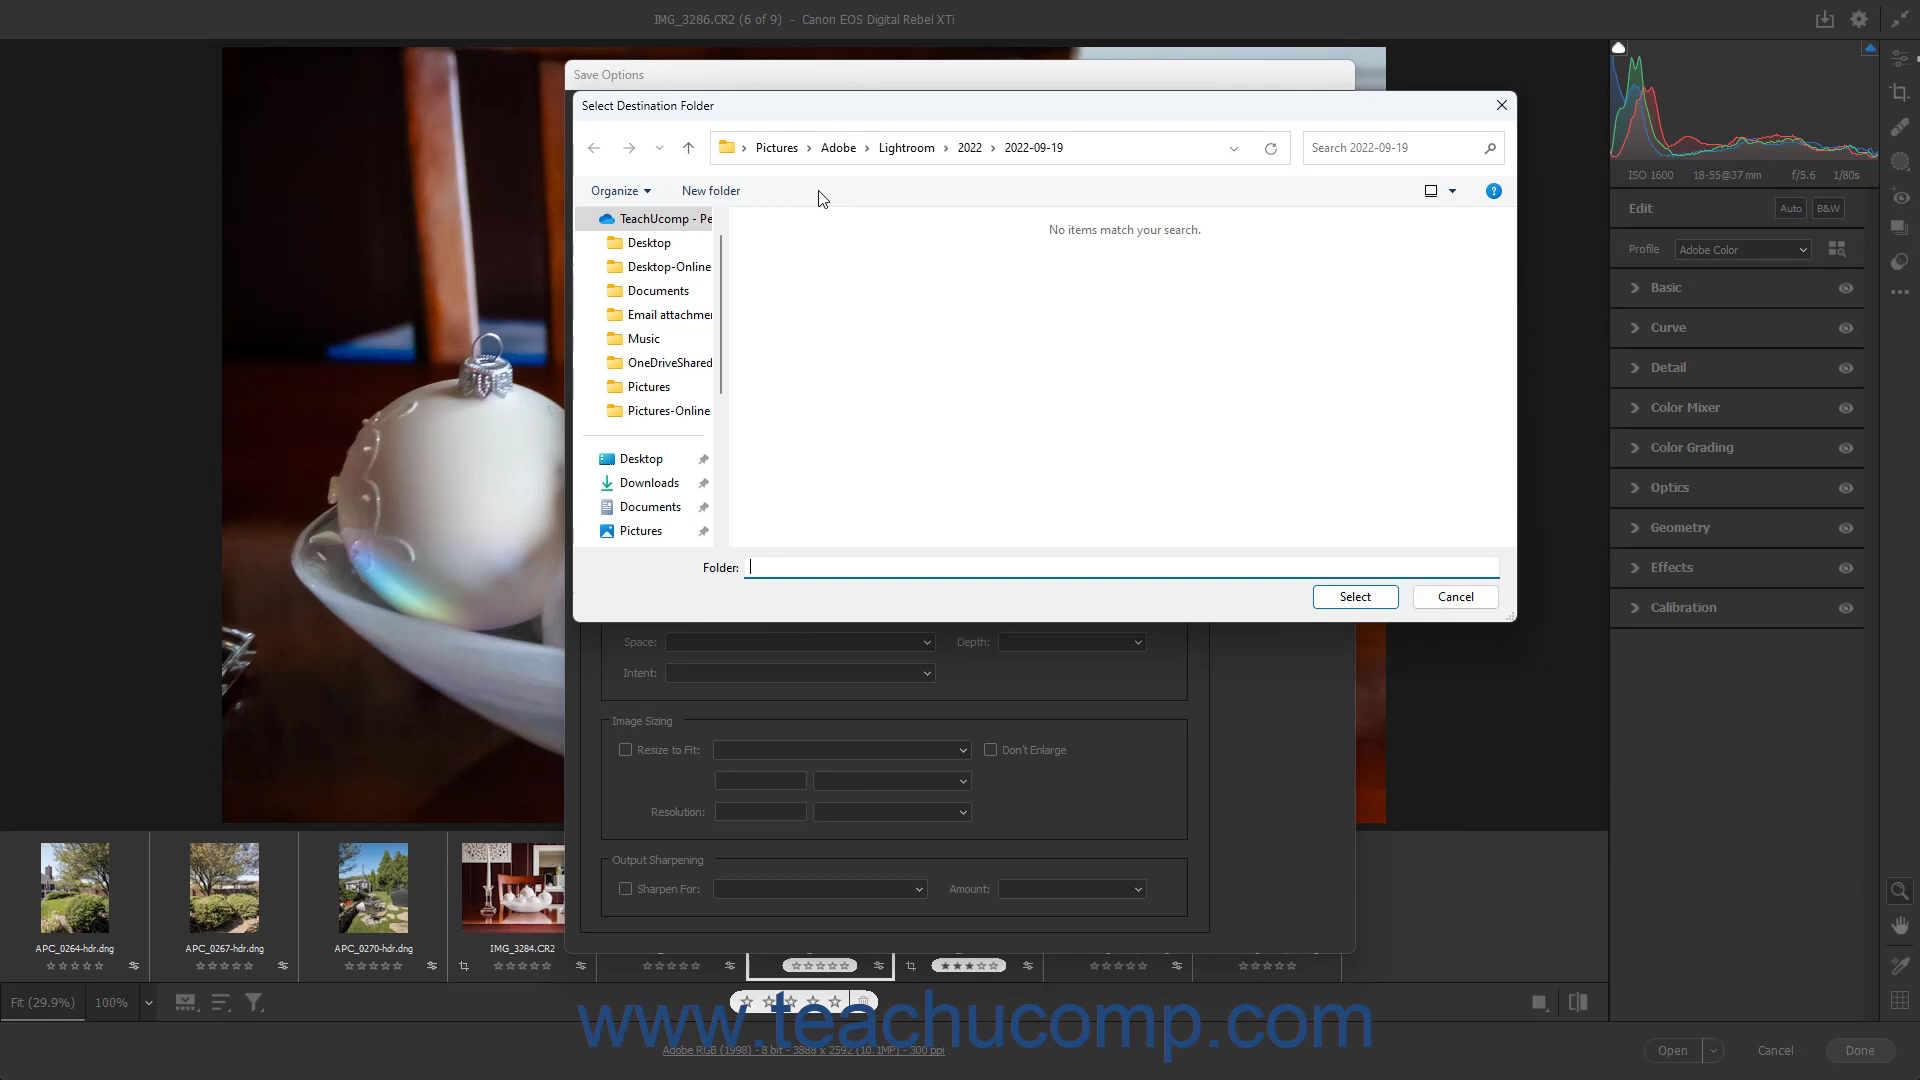 IMG_3286.CR2 (6 of 9) - Canon EOS Digital Rebel XTi
Save Options
Select Destination Folder
Pictures > Adobe > Lightroom > 2022 > 2022-09-19
Search 2022-09-19
Organize
New folder
TeachUcomp - Pe
Desktop
Desktop-Online
Documents
Email attachmen
Music
OneDriveShared
Pictures
Pictures-Online
Desktop
Downloads
Documents
Pictures
No items match your search.
Folder:
Select
Cancel
Space:
Depth:
Intent:
Image Sizing
Resize to Fit:
Don't Enlarge
Resolution:
Output Sharpening
Sharpen For:
Amount:
ISO 1600 18-55@37 mm f/5.6 1/80s
Edit
Auto
B&W
Profile
Adobe Color
Basic
Curve
Detail
Color Mixer
Color Grading
Optics
Geometry
Effects
Calibration
APC_0264-hdr.dng
APC_0267-hdr.dng
APC_0270-hdr.dng
IMG_3284.CR2
Fit (29.9%)
100%
www.teachucomp.com
Adobe RGB (1998) - 8 bit - 3888 x 2592 (10.1MP) - 300 ppi
Open
Cancel
Done